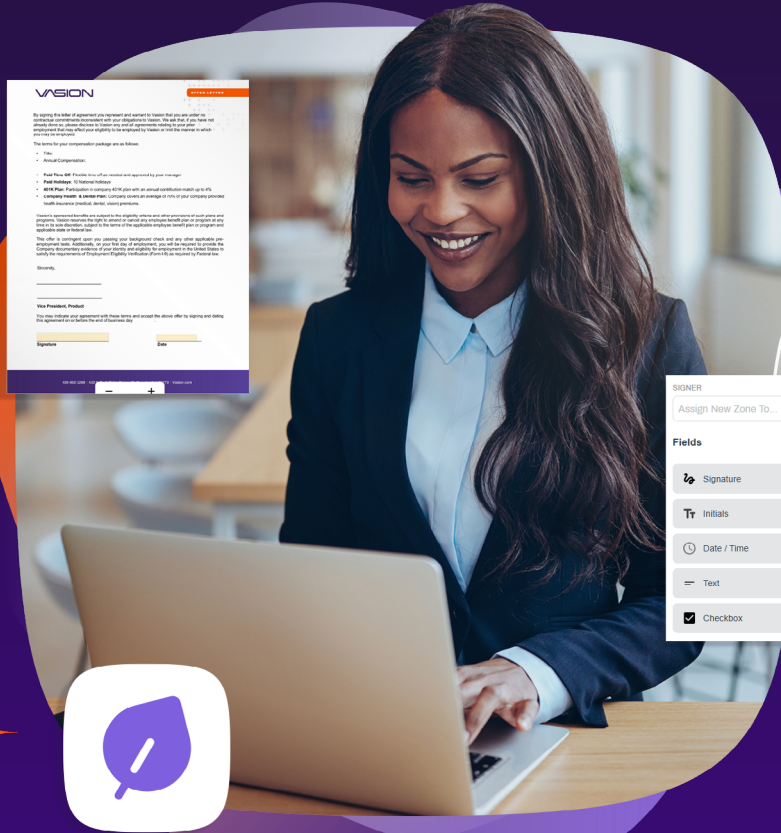 VASION
OFFER LETTER
By signing this letter of agreement you represent and warrant to Vasion that you are under no
contractual commitments inconsistent with your obligations to Vasion. We ask that, if you have not
already done so, please disclose to Vasion any and all agreements relating to your prior
employment that may affect your eligibility to be employed by Vasion or limit the manner in which
you may be employed.
The terms for your compensation package are as follows:
• Title:
• Annual Compensation:
• Paid Time Off: Flexible time off as needed and approved by your manager
• Paid Holidays: 10 National holidays
• 401K Plan: Participation in company 401K plan with an annual contribution match up to 4%
• Company Health & Dental Plan: Company covers an average of 70% of your company provided
health insurance (medical, dental, vision) premiums
Vasion's sponsored benefits are subject to the eligibility criteria and other provisions of such plans and
programs. Vasion reserves the right to amend or cancel any employee benefit plan or program at any
time in its sole discretion, subject to the terms of the applicable employee benefit plan or program and
applicable state or federal law.
This offer is contingent upon you passing your background check and any other applicable pre-
employment tests. Additionally, on your first day of employment, you will be required to provide the
Company documentary evidence of your identity and eligibility for employment in the United States to
satisfy the requirements of Employment Eligibility Verification (Form I-9) as required by Federal law.
Sincerely,
Vice President, Product
You may indicate your agreement with these terms and accept the above offer by signing and dating
this agreement on or before the end of business day
Signature Date
Vasion.com
− +
SIGNER
Assign New Zone To...
Fields
Signature
Tт Initials
Date / Time
Text
Checkbox